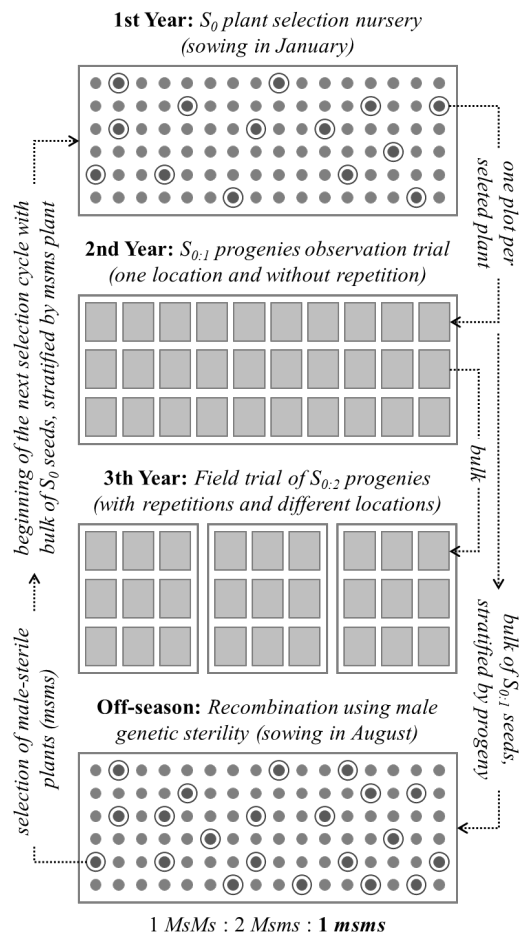 1st Year: S0 plant selection nursery
(sowing in January)
one plot per
seleted plant
2nd Year: S0:1 progenies observation trial
(one location and without repetition)
bulk
3th Year: Field trial of S0:2 progenies
(with repetitions and different locations)
bulk of S0:1 seeds,
stratified by progeny
Off-season: Recombination using male
genetic sterility (sowing in August)
selection of male-sterile
plants (msms)
beginning of the next selection cycle with
bulk of S0 seeds, stratified by msms plant
1 MsMs : 2 Msms : 1 msms